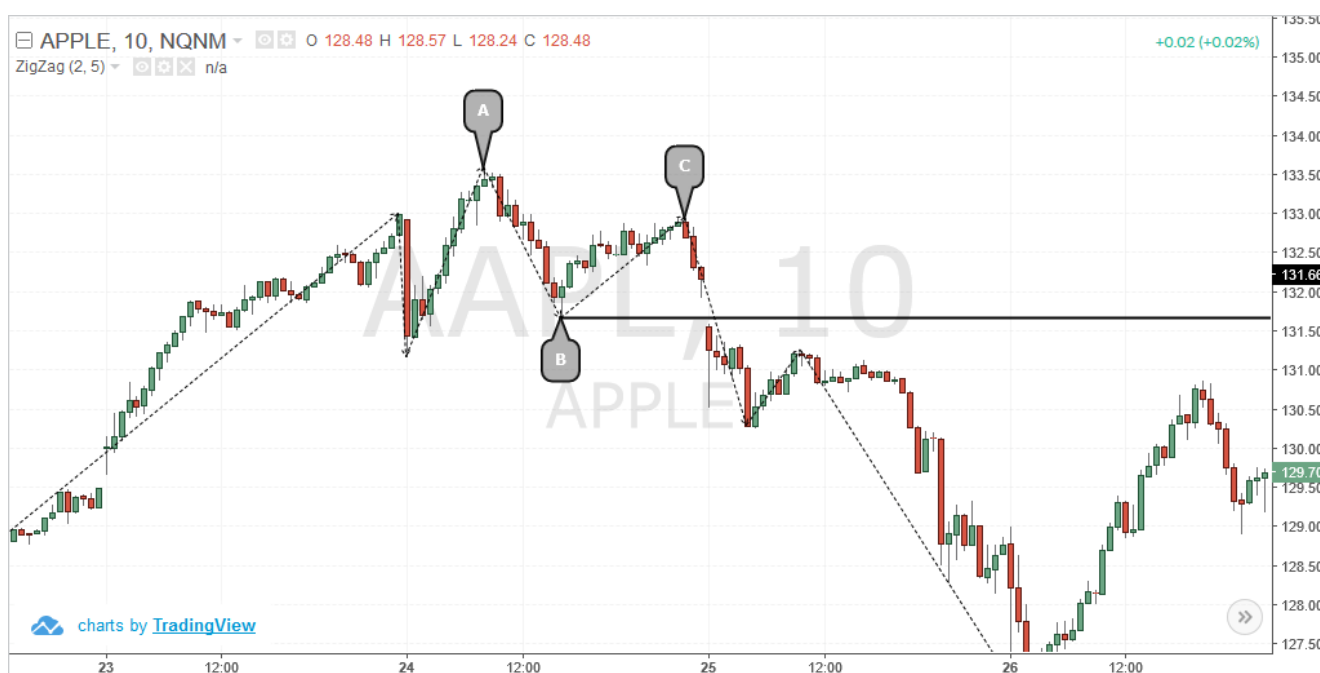 APPLE, 10, NQNM O 128.48 H 128.57 L 128.24 C 128.48
+0.02 (+0.02%)
ZigZag (2, 5) n/a
A
C
B
AAPL, 10
APPLE
135.50
135.00
134.50
134.00
133.50
133.00
132.50
131.66
132.00
131.50
131.00
130.50
130.00
129.70
129.50
129.00
128.50
128.00
127.50
charts by TradingView
23 12:00 24 12:00 25 12:00 26 12:00